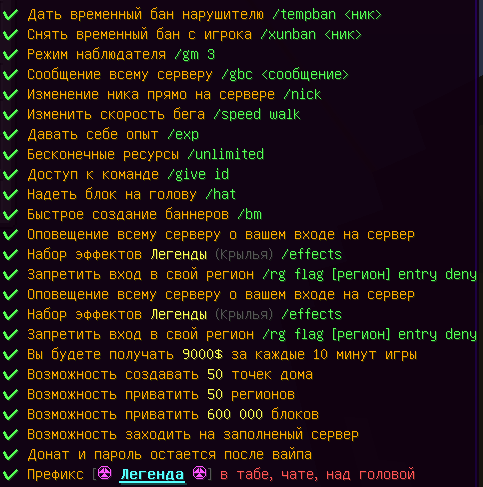 ✔ Дать временный бан нарушителю /tempban <ник>
✔ Снять временный бан с игрока /xunban <ник>
✔ Режим наблюдателя /gm 3
✔ Сообщение всему серверу /gbc <сообщение>
✔ Изменение ника прямо на сервере /nick
✔ Изменить скорость бега /speed walk
✔ Давать себе опыт /exp
✔ Бесконечные ресурсы /unlimited
✔ Доступ к команде /give id
✔ Надеть блок на голову /hat
✔ Быстрое создание баннеров /bm
✔ Оповещение всему серверу о вашем входе на сервер
✔ Набор эффектов Легенды (Крылья) /effects
✔ Запретить вход в свой регион /rg flag [регион] entry deny
✔ Оповещение всему серверу о вашем входе на сервер
✔ Набор эффектов Легенды (Крылья) /effects
✔ Запретить вход в свой регион /rg flag [регион] entry deny
✔ Вы будете получать 9000$ за каждые 10 минут игры
✔ Возможность создавать 50 точек дома
✔ Возможность приватить 50 регионов
✔ Возможность приватить 600 000 блоков
✔ Возможность заходить на заполненый сервер
✔ Донат и пароль остается после вайпа
✔ Префикс [✇ Легенда ✇] в табе, чате, над головой